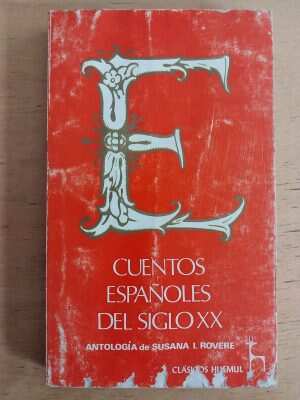 E
CUENTOS
ESPAÑOLES
DEL SIGLO XX
ANTOLOGÍA de SUSANA I. ROVERE
CLÁSICOS HUEMUL